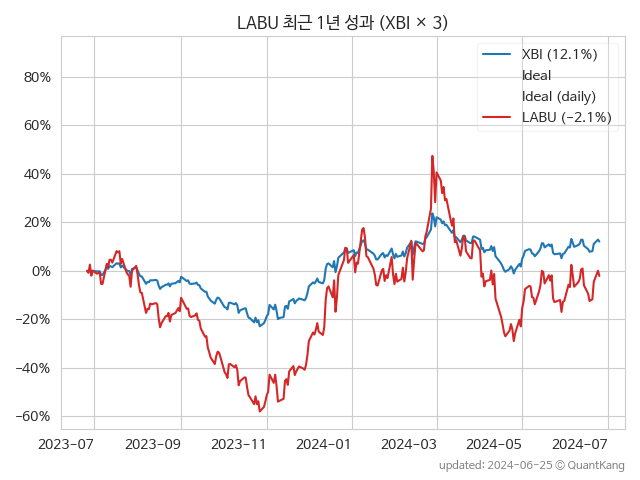 LABU 최근 1년 성과 (XBI × 3)
XBI (12.1%)
Ideal
Ideal (daily)
LABU (−2.1%)
80%
60%
40%
20%
0%
−20%
−40%
−60%
2023-07 2023-09 2023-11 2024-01 2024-03 2024-05 2024-07
updated: 2024-06-25 © QuantKang